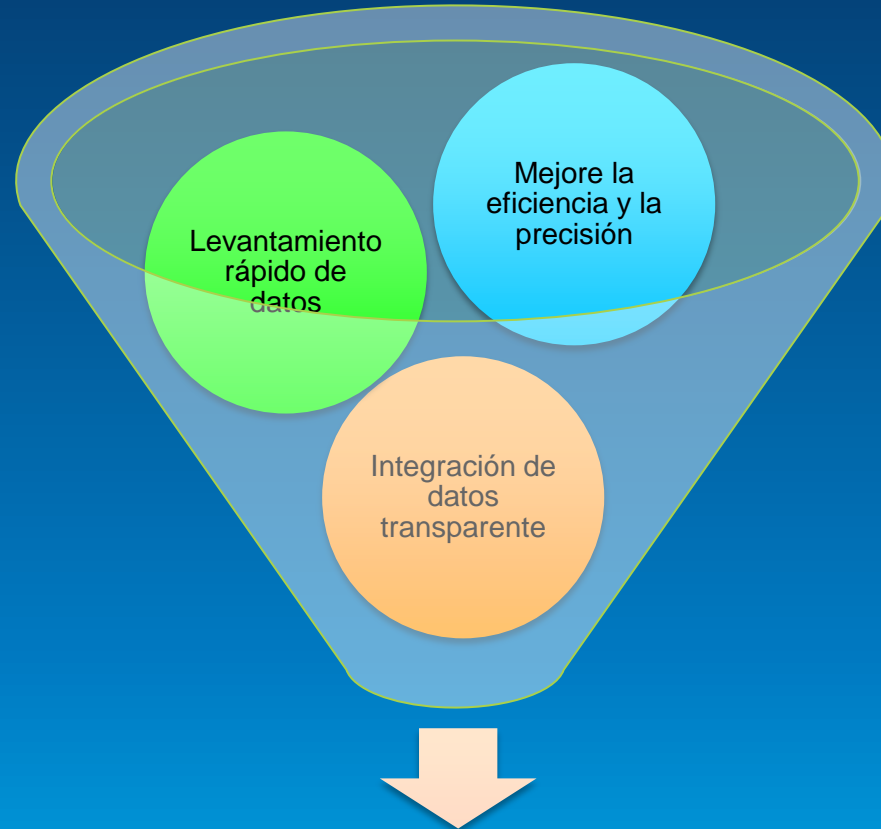 Mejore la
eficiencia y la
precisión
Levantamiento
rápido de
datos
Integración de
datos
transparente